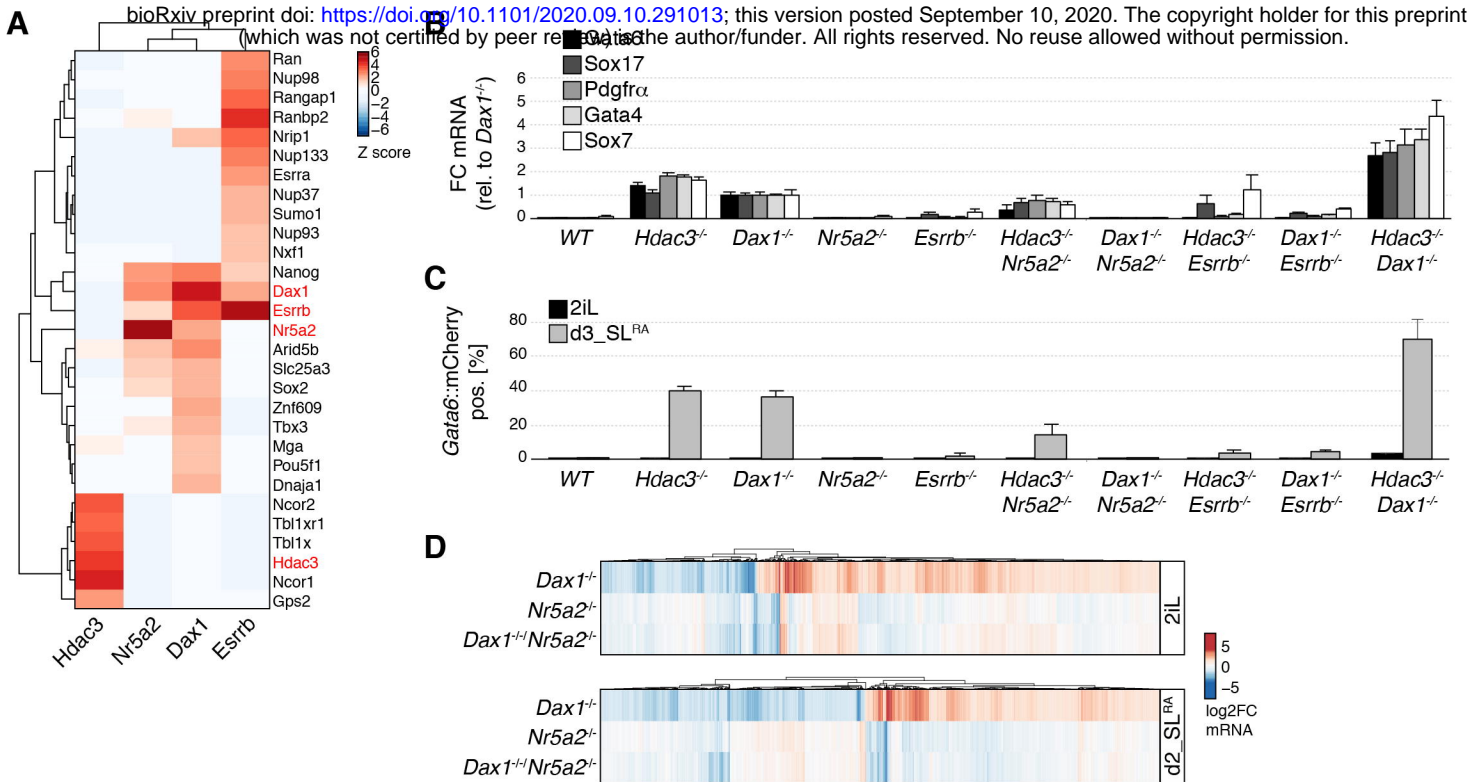 bioRxiv preprint doi: https://doi.org/10.1101/2020.09.10.291013; this version posted September 10, 2020. The copyright holder for this preprint
(which was not certified by peer review) is the author/funder. All rights reserved. No reuse allowed without permission.
A
Ran
Nup98
Rangap1
Ranbp2
Nrip1
Nup133
Esrra
Nup37
Sumo1
Nup93
Nxf1
Nanog
Dax1
Esrrb
Nr5a2
Arid5b
Slc25a3
Sox2
Znf609
Tbx3
Mga
Pou5f1
Dnaja1
Ncor2
Tbl1xr1
Tbl1x
Hdac3
Ncor1
Gps2
Hdac3
Nr5a2
Dax1
Esrrb
6
4
2
0
−2
−4
−6
Z score
B
Gata6
Sox17
Pdgfrα
Gata4
Sox7
FC mRNA
(rel. to Dax1-/-)
6
5
4
3
2
1
0
WT
Hdac3-/-
Dax1-/-
Nr5a2-/-
Esrrb-/-
Hdac3-/-
Nr5a2-/-
Dax1-/-
Nr5a2-/-
Hdac3-/-
Esrrb-/-
Dax1-/-
Esrrb-/-
Hdac3-/-
Dax1-/-
C
2iL
d3_SLRA
Gata6::mCherry
pos. [%]
80
60
40
20
0
WT
Hdac3-/-
Dax1-/-
Nr5a2-/-
Esrrb-/-
Hdac3-/-
Nr5a2-/-
Dax1-/-
Nr5a2-/-
Hdac3-/-
Esrrb-/-
Dax1-/-
Esrrb-/-
Hdac3-/-
Dax1-/-
D
Dax1-/-
Nr5a2-/-
Dax1-/-/Nr5a2-/-
2iL
Dax1-/-
Nr5a2-/-
Dax1-/-/Nr5a2-/-
d2_SLRA
5
0
−5
log2FC
mRNA